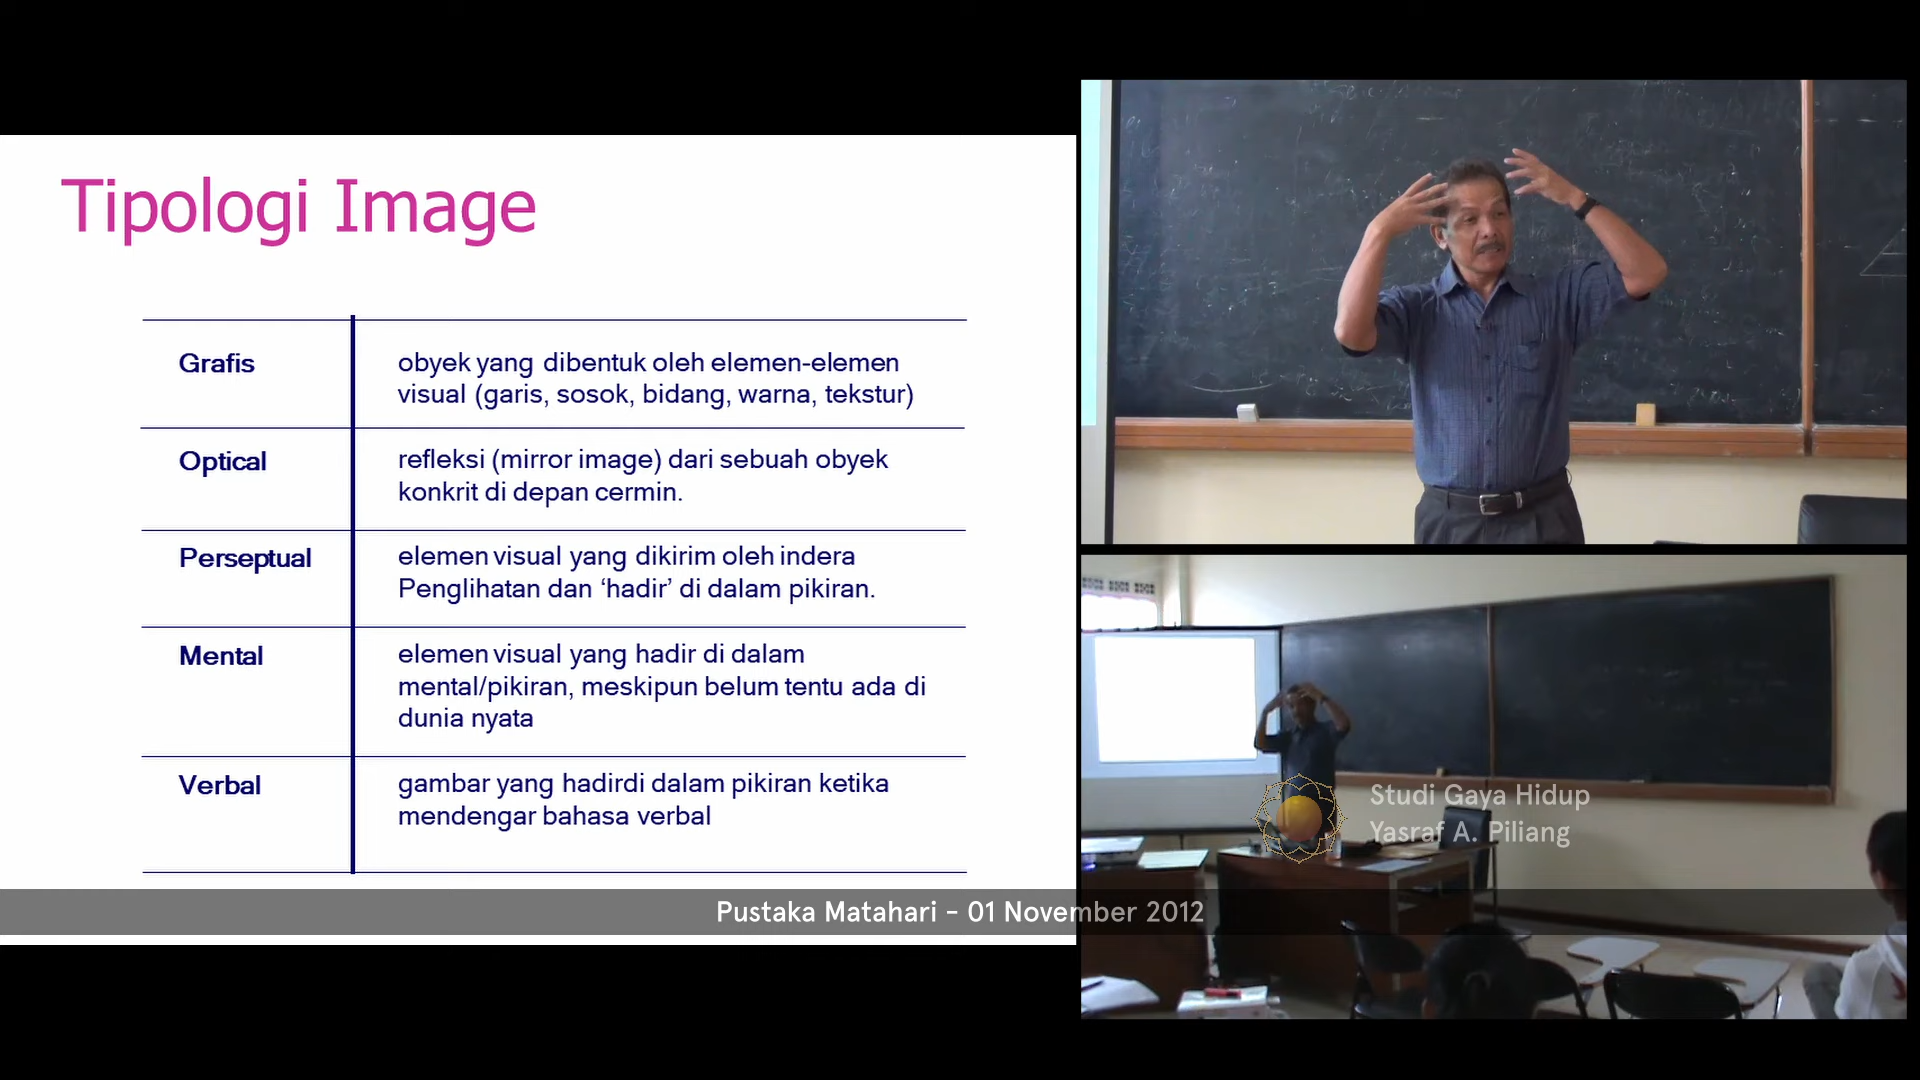 Tipologi Image
Grafis
obyek yang dibentuk oleh elemen-elemen
visual (garis, sosok, bidang, warna, tekstur)
Optical
refleksi (mirror image) dari sebuah obyek
konkrit di depan cermin.
Perseptual
elemen visual yang dikirim oleh indera
Penglihatan dan ‘hadir’ di dalam pikiran.
Mental
elemen visual yang hadir di dalam
mental/pikiran, meskipun belum tentu ada di
dunia nyata
Verbal
gambar yang hadirdi dalam pikiran ketika
mendengar bahasa verbal
Studi Gaya Hidup
Yasraf A. Piliang
Pustaka Matahari - 01 November 2012